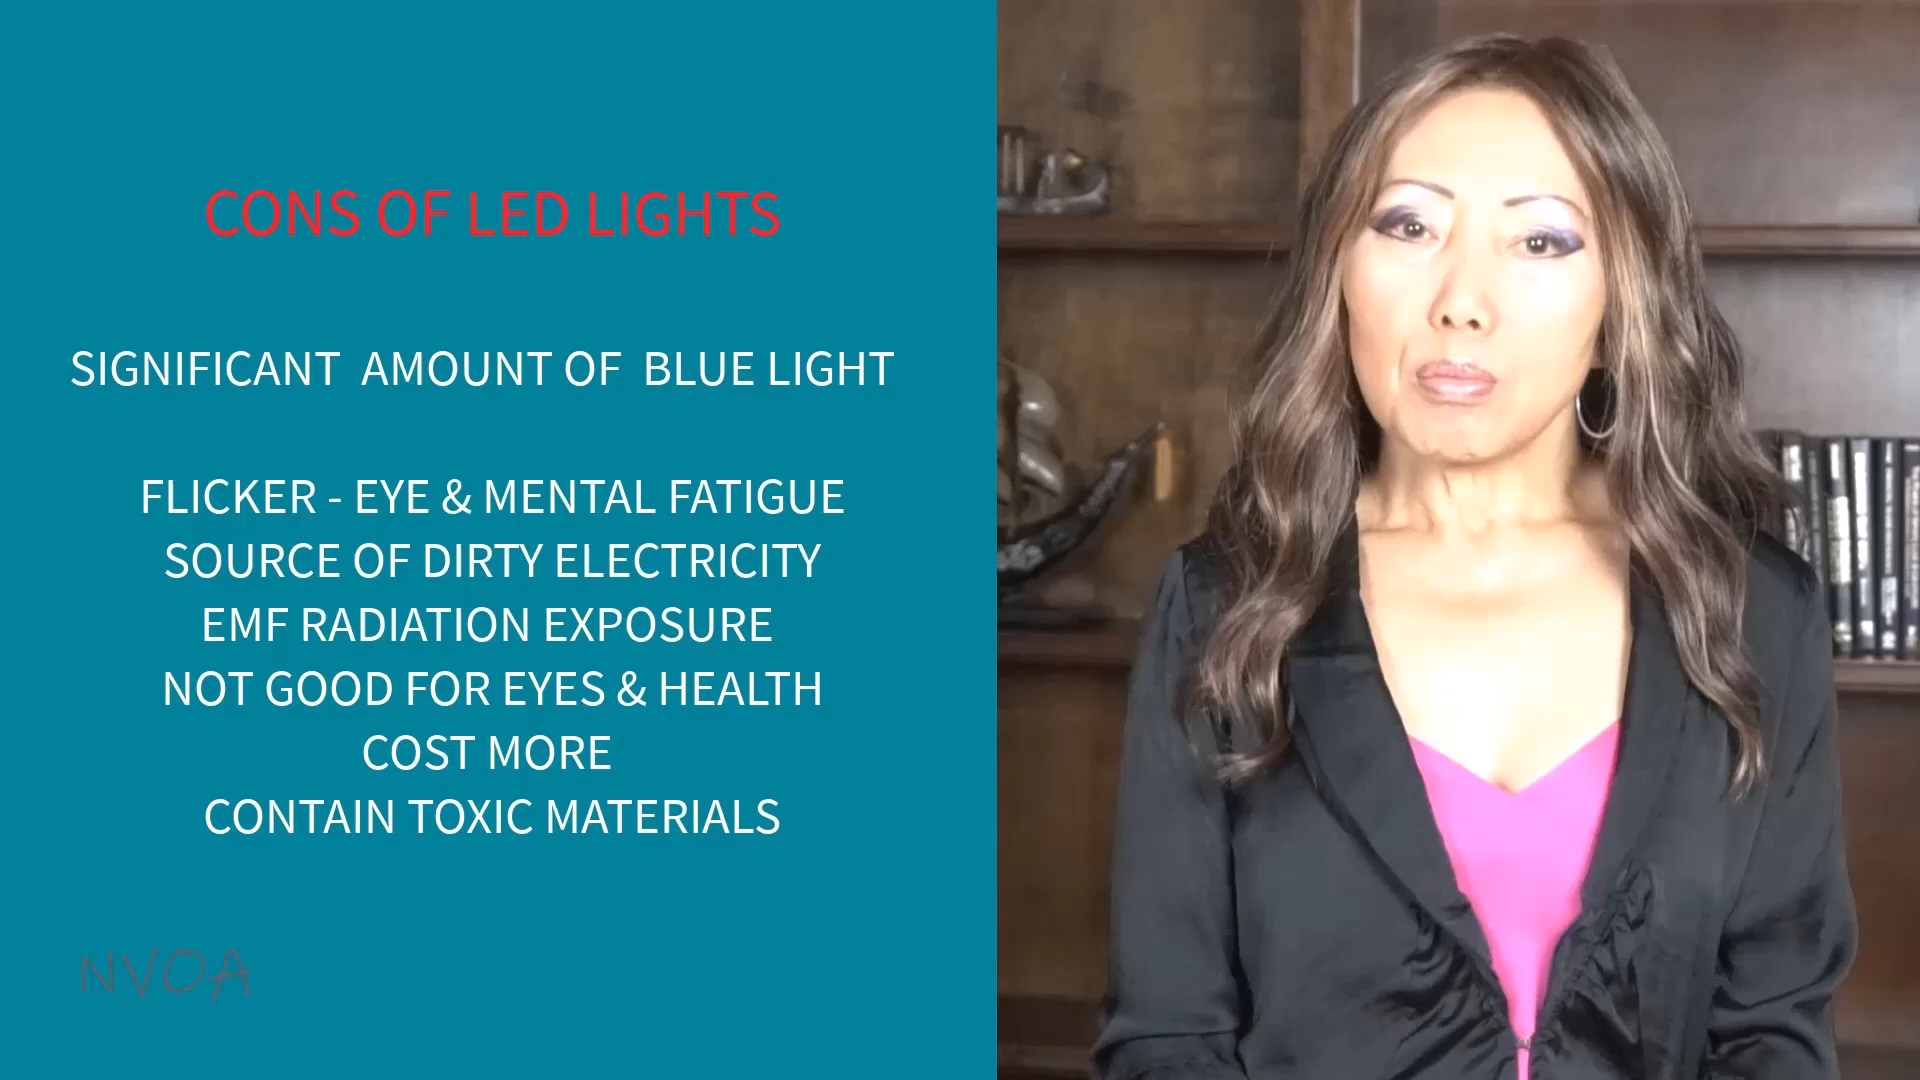 CONS OF LED LIGHTS
SIGNIFICANT AMOUNT OF BLUE LIGHT
FLICKER - EYE & MENTAL FATIGUE
SOURCE OF DIRTY ELECTRICITY
EMF RADIATION EXPOSURE
NOT GOOD FOR EYES & HEALTH
COST MORE
CONTAIN TOXIC MATERIALS
NVOA